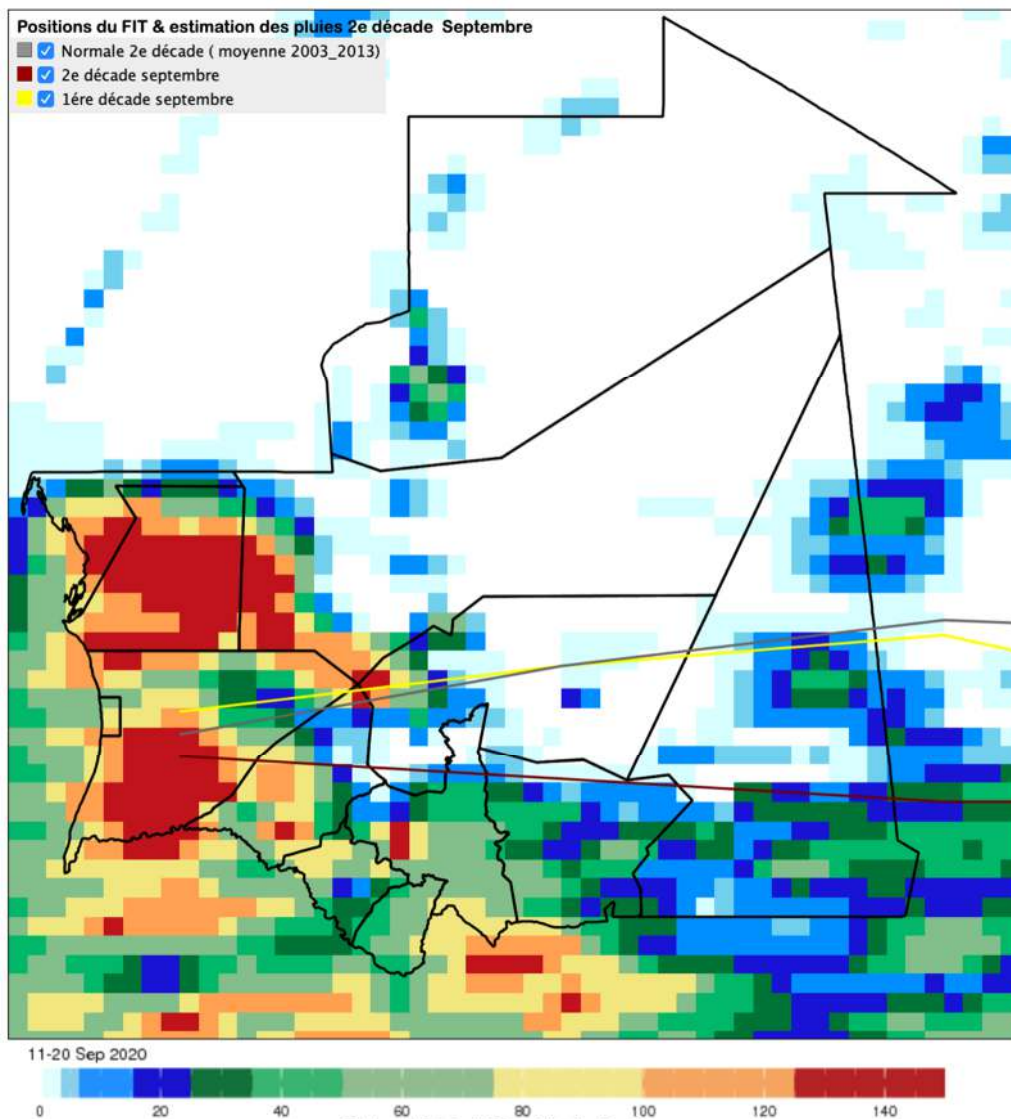 Positions du FIT & estimation des pluies 2e décade Septembre
Normale 2e décade ( moyenne 2003_2013)
2e décade septembre
1ére décade septembre
11-20 Sep 2020
0 20 40 60 80 100 120 140